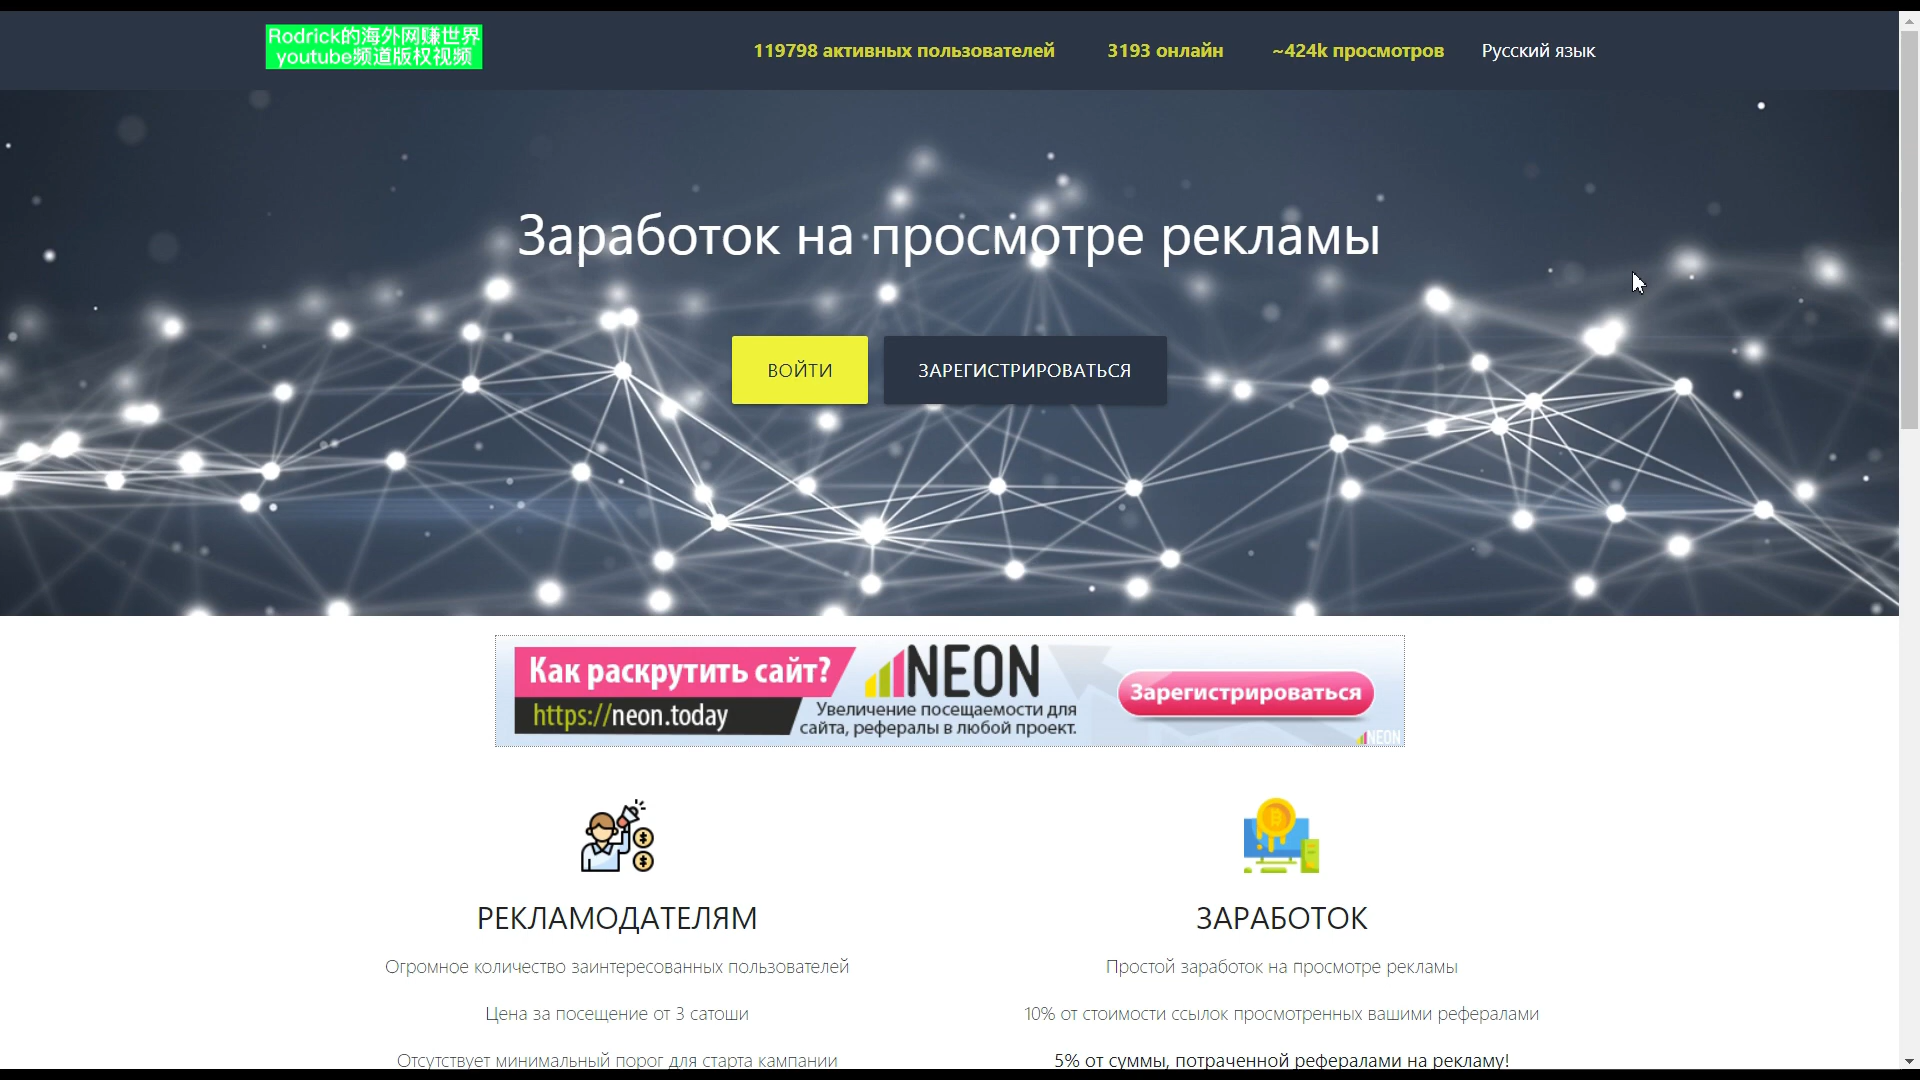 Rodrick的海外网赚世界
youtube频道版权视频
119798 активных пользователей
3193 онлайн
~424k просмотров
Русский язык
Заработок на просмотре рекламы
ВОЙТИ
ЗАРЕГИСТРИРОВАТЬСЯ
Как раскрутить сайт?
https://neon.today
NEON
Увеличение посещаемости для
сайта, рефералы в любой проект.
Зарегистрироваться
NEON
РЕКЛАМОДАТЕЛЯМ
Огромное количество заинтересованных пользователей
Цена за посещение от 3 сатоши
Отсутствует минимальный порог для старта кампании
ЗАРАБОТОК
Простой заработок на просмотре рекламы
10% от стоимости ссылок просмотренных вашими рефералами
5% от суммы, потраченной рефералами на рекламу!